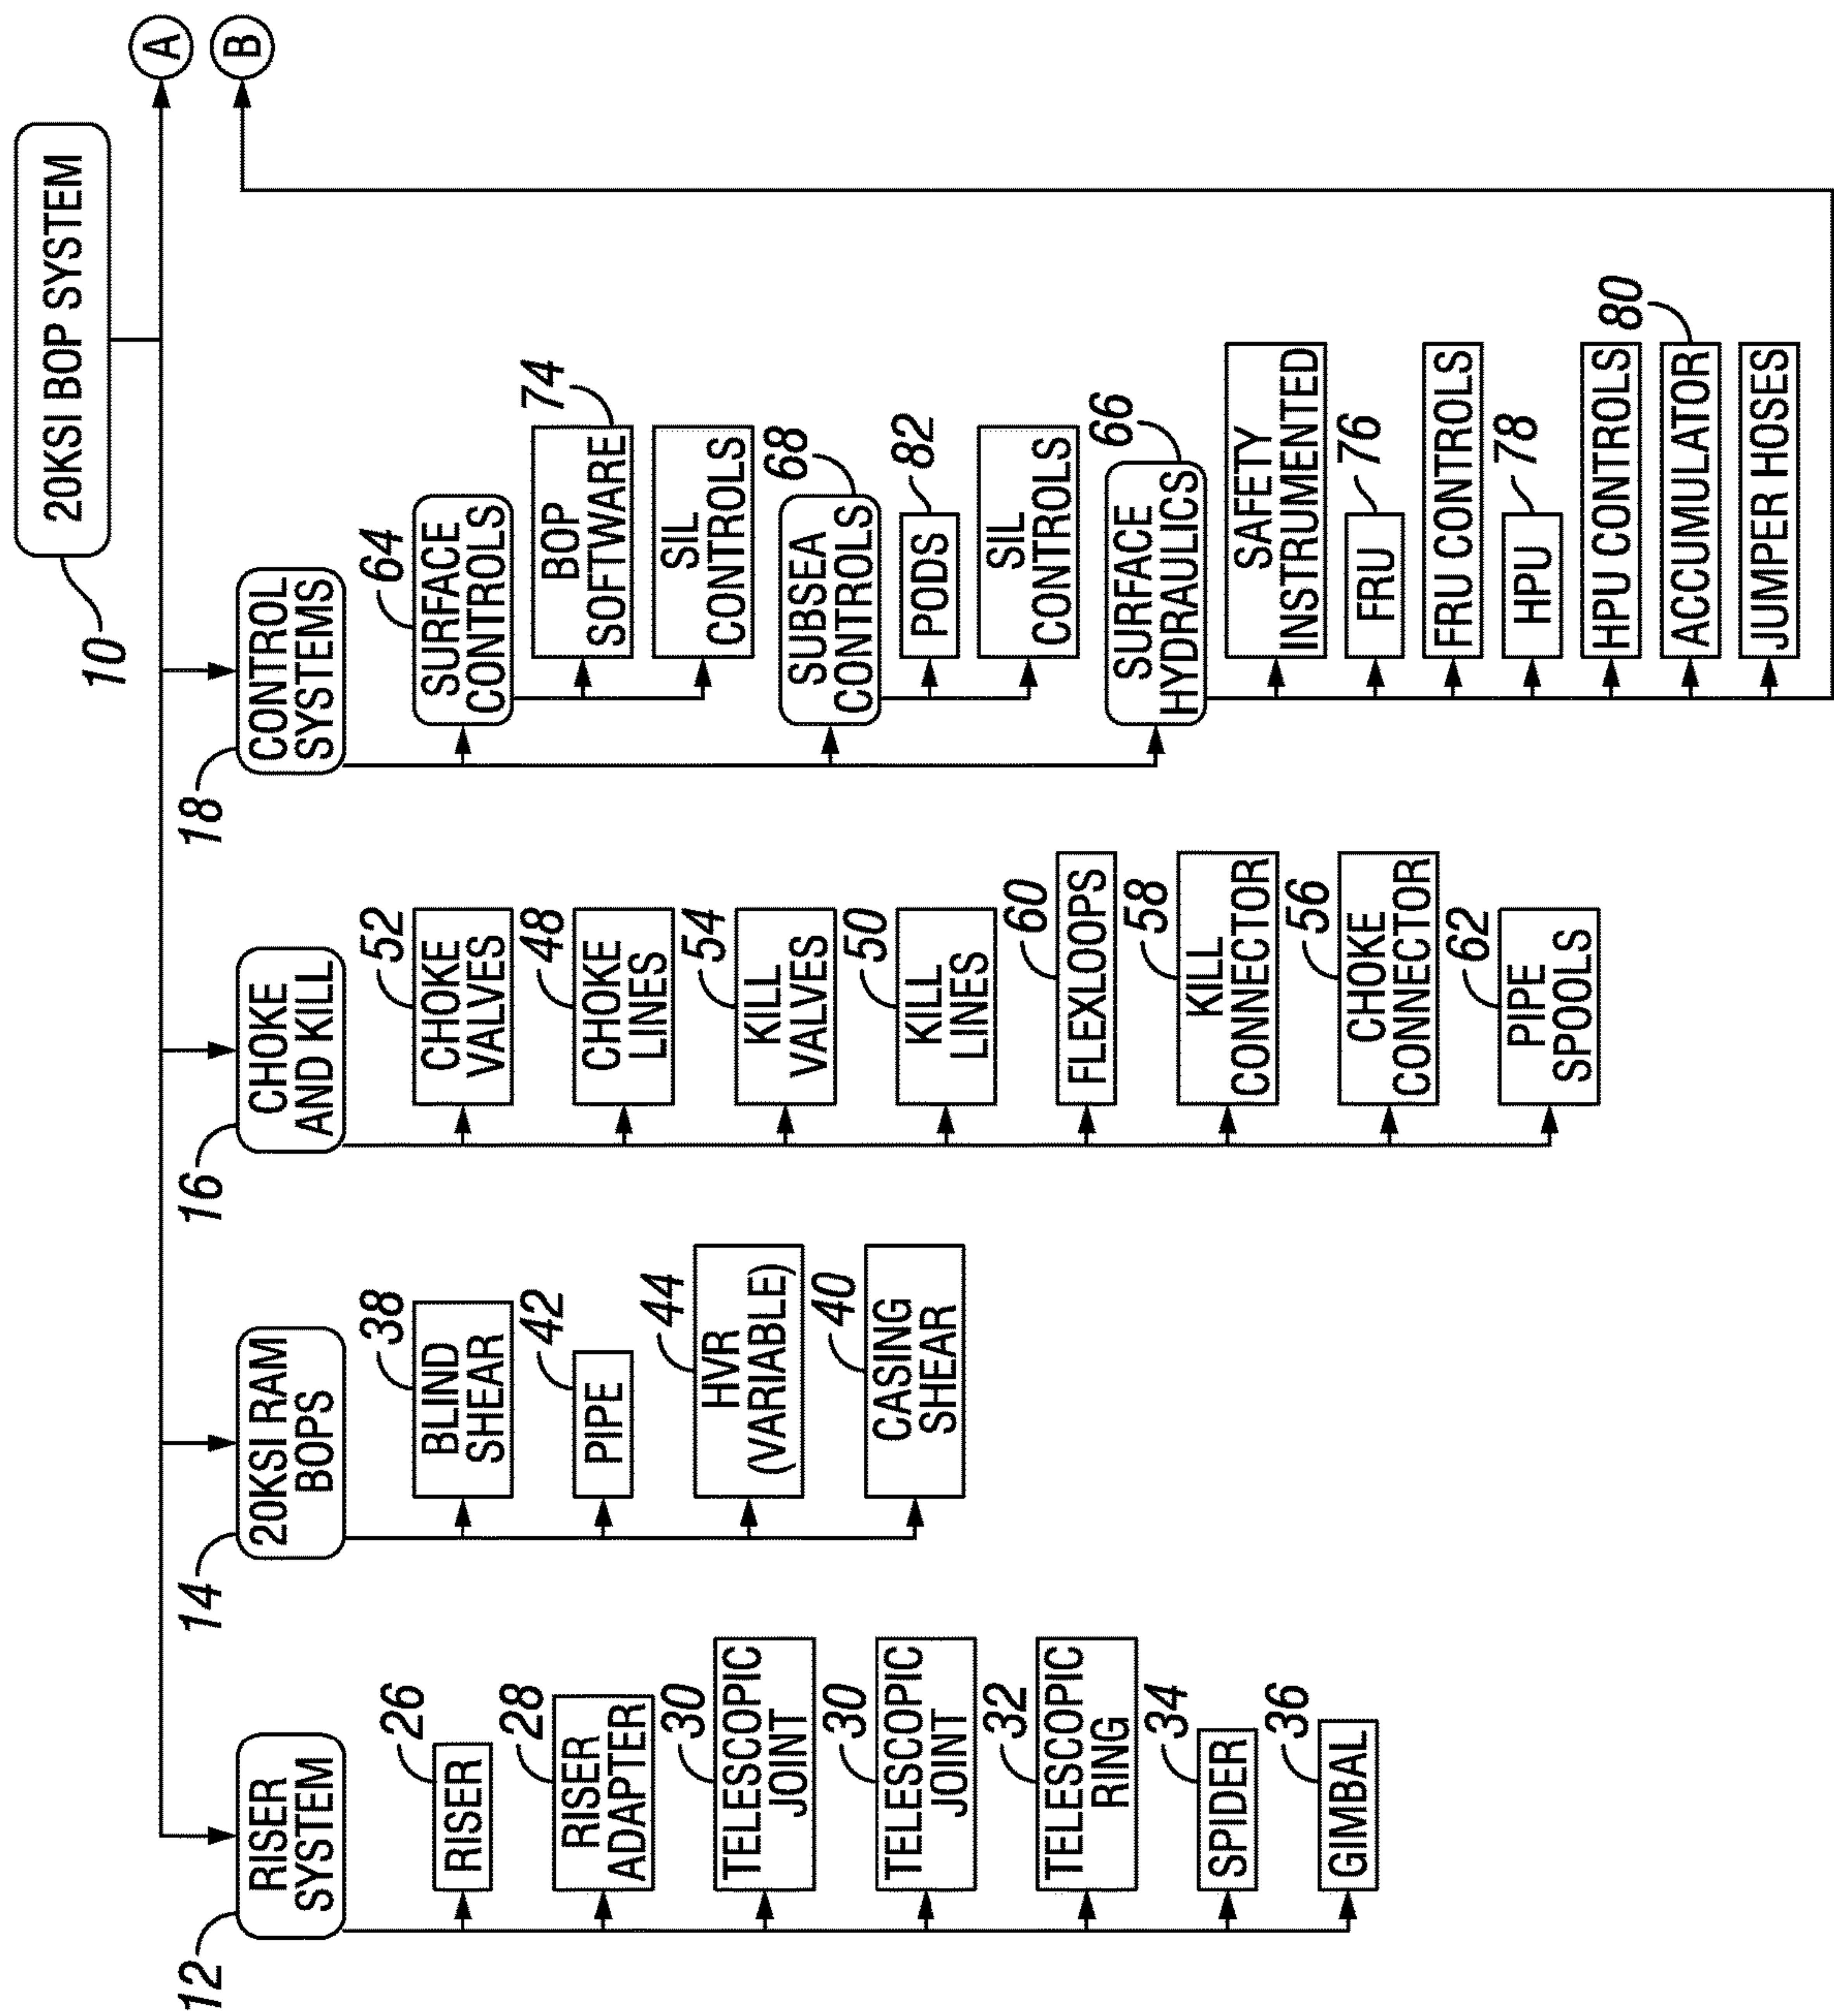 20KSI BOP SYSTEM
10
A
B
12
RISER
SYSTEM
26
RISER
28
RISER
ADAPTER
30
TELESCOPIC
JOINT
30
TELESCOPIC
JOINT
32
TELESCOPIC
RING
34
SPIDER
36
GIMBAL
14
20KSI RAM
BOPS
38
BLIND
SHEAR
42
PIPE
44
HVR
(VARIABLE)
40
CASING
SHEAR
16
CHOKE
AND KILL
52
CHOKE
VALVES
48
CHOKE
LINES
54
KILL
VALVES
50
KILL
LINES
60
FLEXLOOPS
58
KILL
CONNECTOR
56
CHOKE
CONNECTOR
62
PIPE
SPOOLS
18
CONTROL
SYSTEMS
64
SURFACE
CONTROLS
74
BOP
SOFTWARE
SIL
CONTROLS
68
SUBSEA
CONTROLS
82
PODS
SIL
CONTROLS
66
SURFACE
HYDRAULICS
SAFETY
INSTRUMENTED
76
FRU
FRU CONTROLS
78
HPU
HPU CONTROLS
80
ACCUMULATOR
JUMPER HOSES